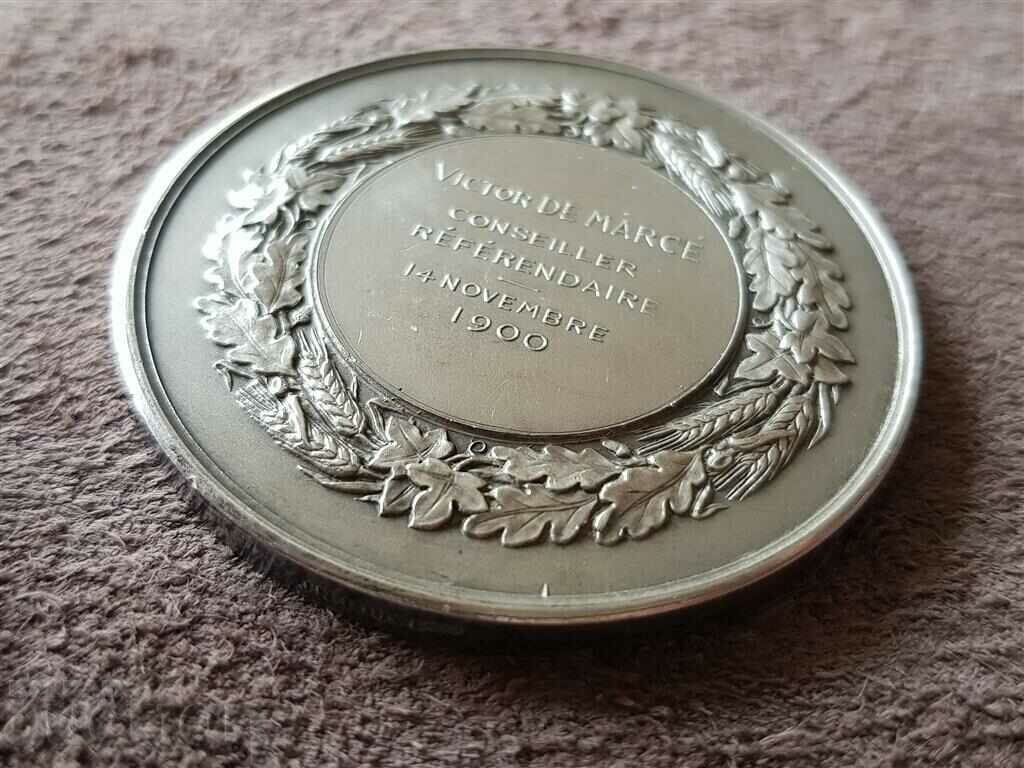 VICTOR DE MARCÉ
CONSEILLER
RÉFÉRENDAIRE
14 NOVEMBRE
1900